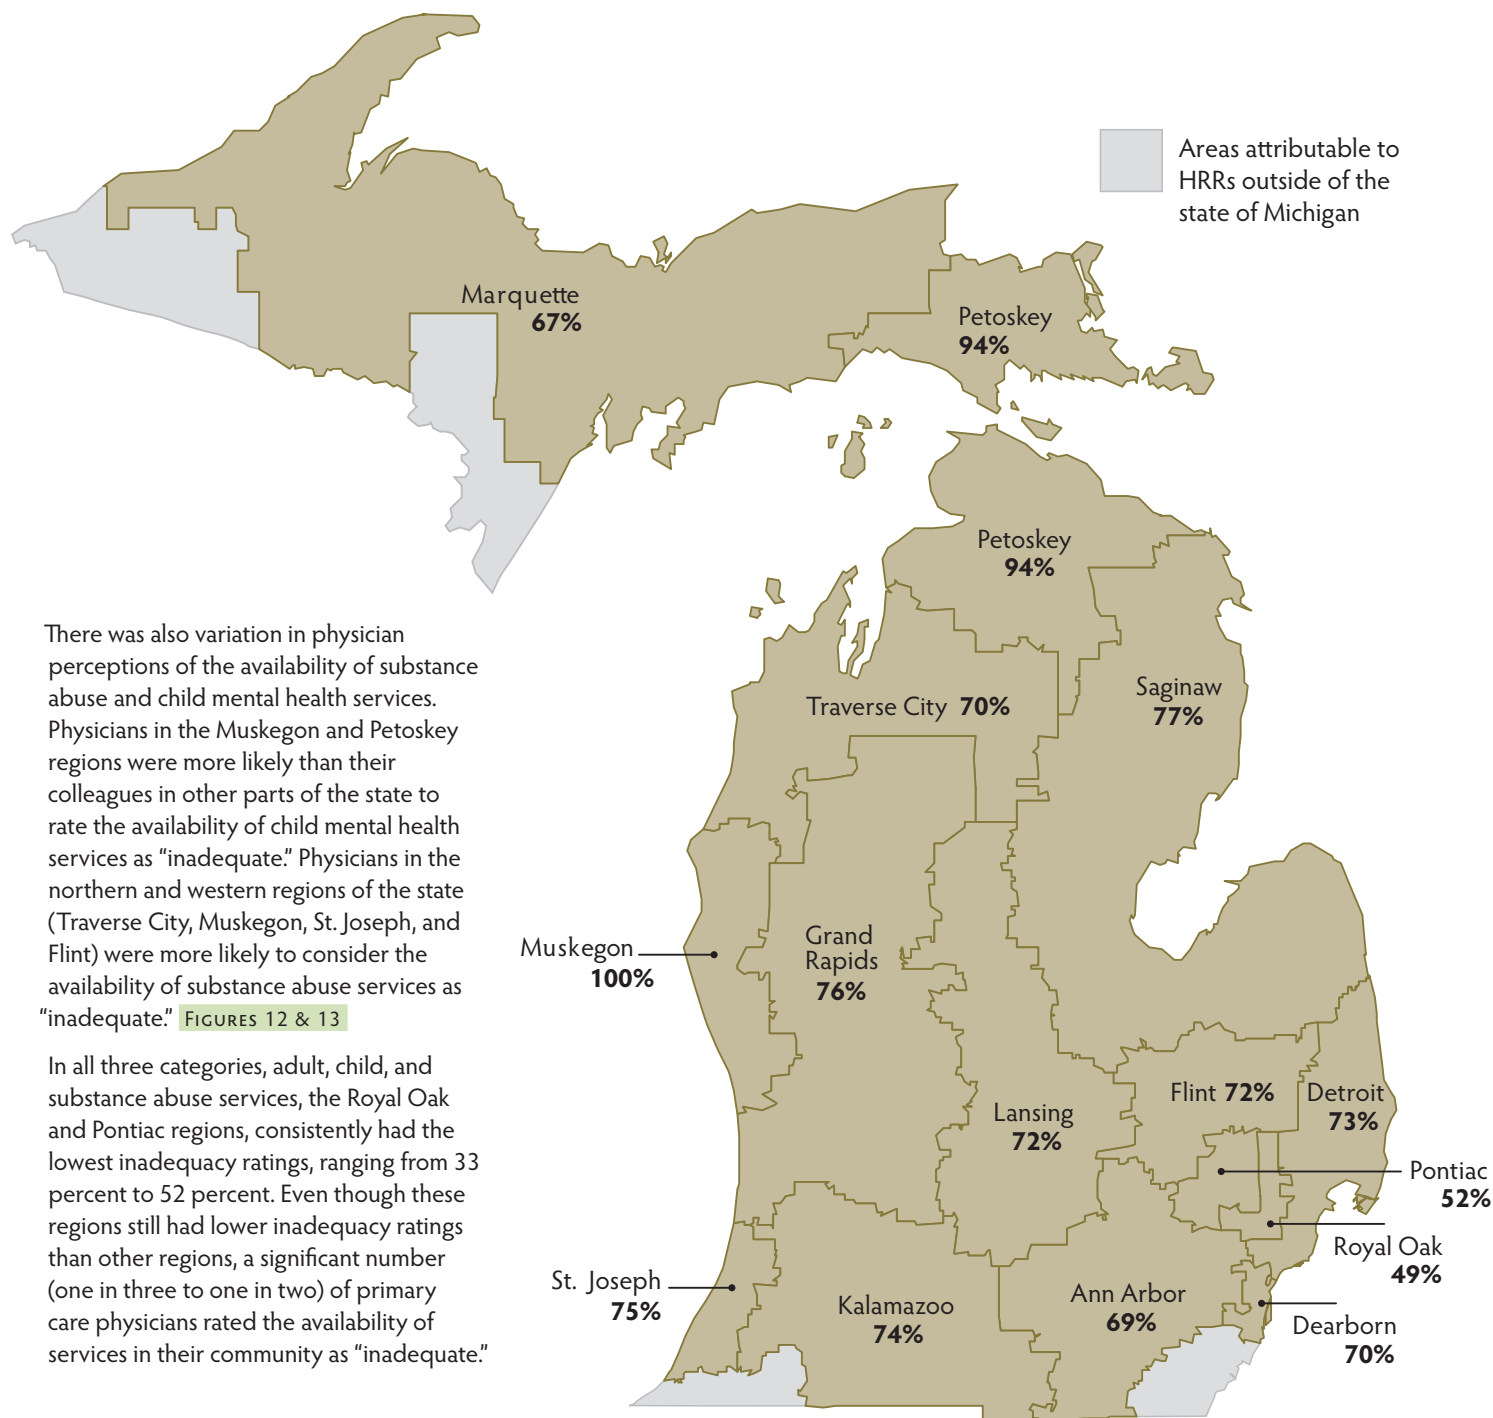 Areas attributable to
HRRs outside of the
state of Michigan
Marquette
67%
Petoskey
94%
Petoskey
94%
Saginaw
77%
Traverse City 70%
Muskegon
100%
Grand
Rapids
76%
Lansing
72%
Flint 72%
Detroit
73%
Pontiac
52%
Royal Oak
49%
St. Joseph
75%
Kalamazoo
74%
Ann Arbor
69%
Dearborn
70%
There was also variation in physician
perceptions of the availability of substance
abuse and child mental health services.
Physicians in the Muskegon and Petoskey
regions were more likely than their
colleagues in other parts of the state to
rate the availability of child mental health
services as “inadequate.” Physicians in the
northern and western regions of the state
(Traverse City, Muskegon, St. Joseph, and
Flint) were more likely to consider the
availability of substance abuse services as
“inadequate.” FIGURES 12 & 13
In all three categories, adult, child, and
substance abuse services, the Royal Oak
and Pontiac regions, consistently had the
lowest inadequacy ratings, ranging from 33
percent to 52 percent. Even though these
regions still had lower inadequacy ratings
than other regions, a significant number
(one in three to one in two) of primary
care physicians rated the availability of
services in their community as “inadequate.”